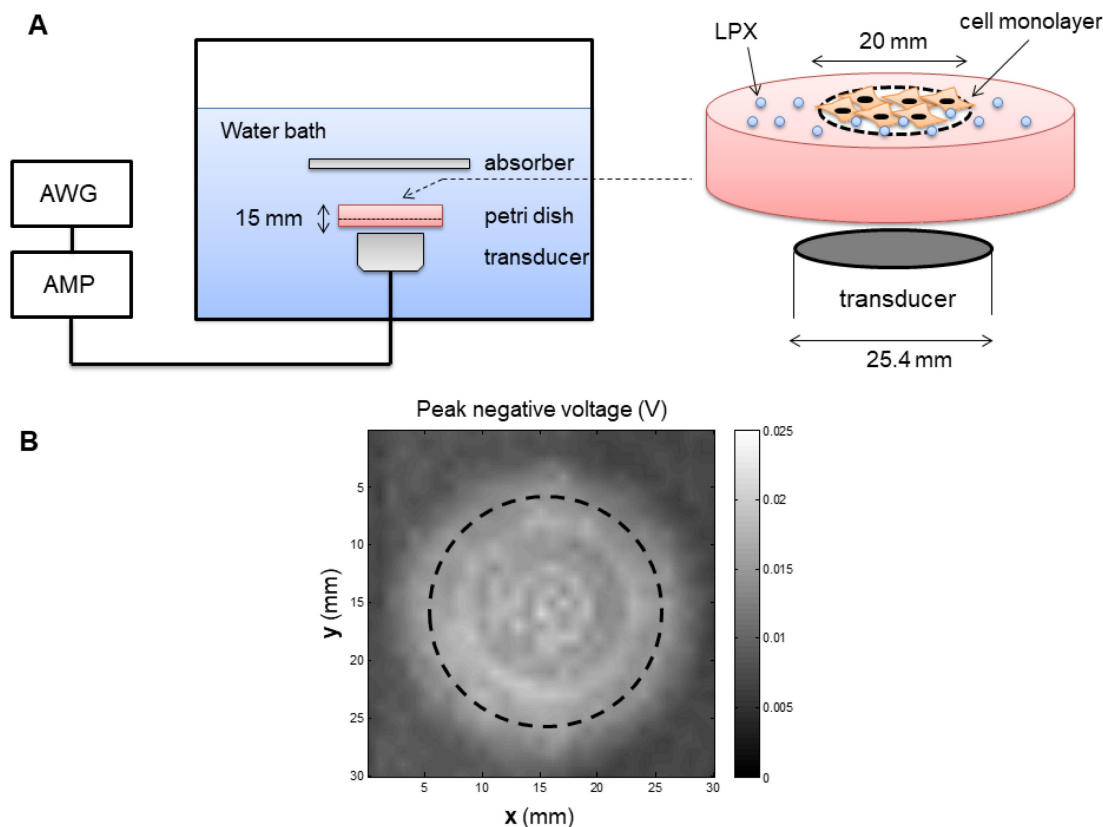 A
Water bath
absorber
AWG
15 mm
petri dish
AMP
transducer
LPX
cell monolayer
20 mm
transducer
25.4 mm
B
Peak negative voltage (V)
0.025
0.02
0.015
0.01
0.005
0
5
10
15
20
25
30
y (mm)
5
10
15
20
25
30
x (mm)